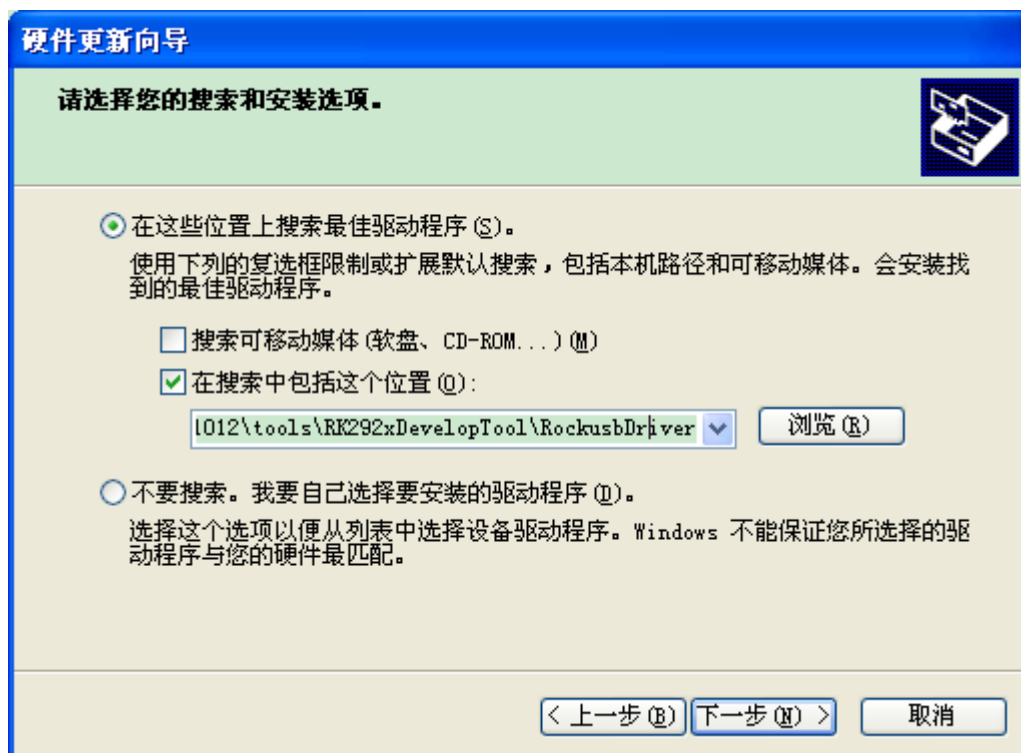 硬件更新向导
请选择您的搜索和安装选项。
在这些位置上搜索最佳驱动程序(S)。
使用下列的复选框限制或扩展默认搜索，包括本机路径和可移动媒体。会安装找
到的最佳驱动程序。
搜索可移动媒体(软盘、CD-ROM...)(M)
在搜索中包括这个位置(O):
1012\tools\RK292xDevelopTool\RockusbDriver
浏览(R)
不要搜索。我要自己选择要安装的驱动程序(D)。
选择这个选项以便从列表中选择设备驱动程序。Windows 不能保证您所选择的驱
动程序与您的硬件最匹配。
< 上一步(B)
下一步(N) >
取消